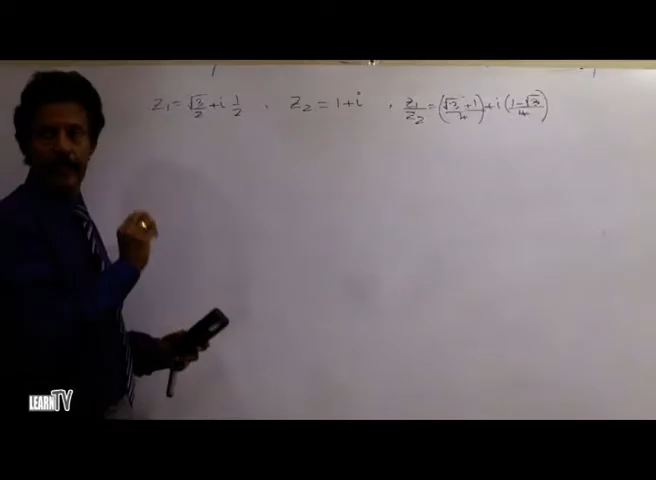 z₁ = √3/2 + i 1/2 , z₂ = 1+i , z₁/z₂ = (√3+1/4) + i (1-√3/4)
LEARN TV